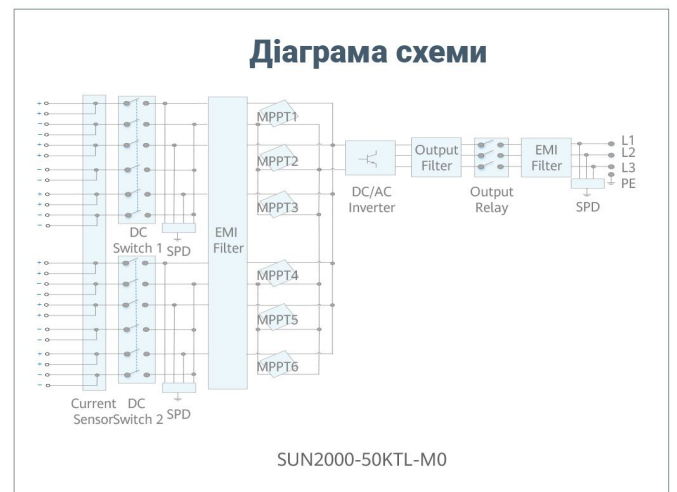 Діаграма схеми
+
+
-
-
+
+
-
-
+
+
-
-
MPPT1
MPPT2
MPPT3
MPPT4
MPPT5
MPPT6
DC
Switch 1
SPD
EMI
Filter
DC/AC
Inverter
Output
Filter
Output
Relay
EMI
Filter
L1
L2
L3
PE
SPD
+
+
-
-
+
+
-
-
+
+
-
-
Current
Sensor
DC
Switch 2
SPD
SUN2000-50KTL-M0